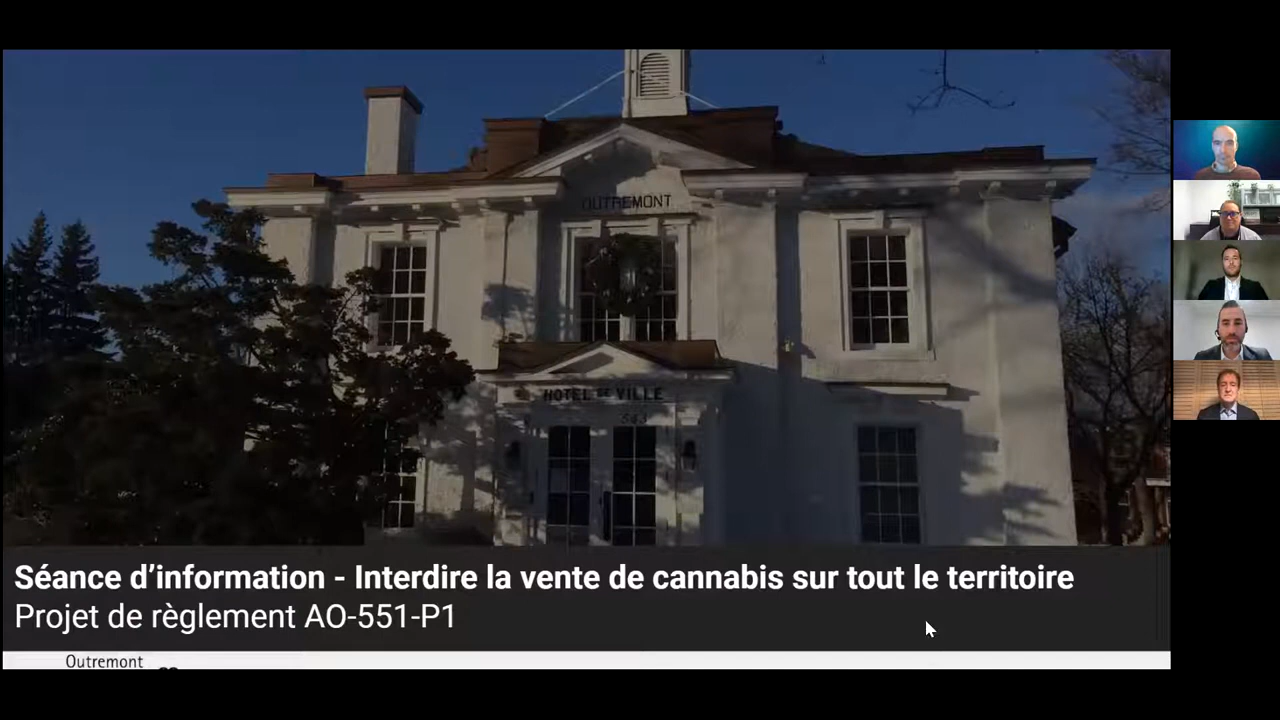 OUTREMONT
HOTEL DE VILLE
543
Séance d’information - Interdire la vente de cannabis sur tout le territoire
Projet de règlement AO-551-P1
Outremont